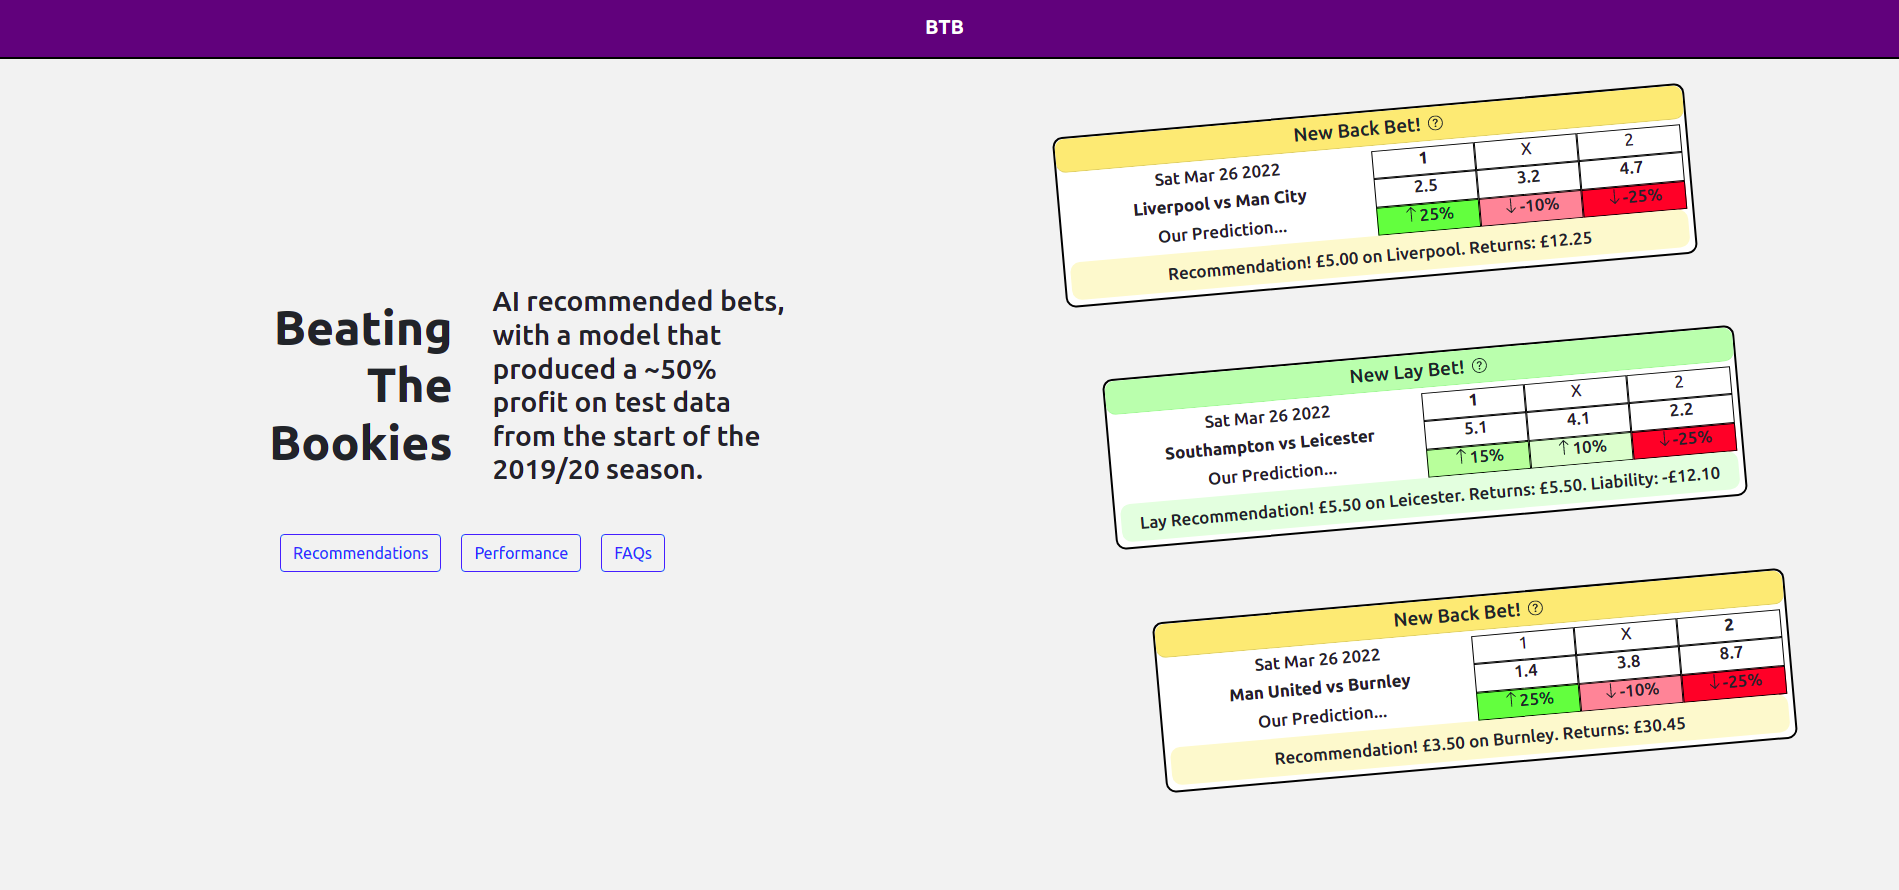 BTB
Beating
The
Bookies
AI recommended bets,
with a model that
produced a ~50%
profit on test data
from the start of the
2019/20 season.
Recommendations
Performance
FAQs
New Back Bet!
Sat Mar 26 2022
Liverpool vs Man City
Our Prediction...
1 X 2
2.5 3.2 4.7
↑25% ↓-10% ↓-25%
Recommendation! £5.00 on Liverpool. Returns: £12.25
New Lay Bet!
Sat Mar 26 2022
Southampton vs Leicester
Our Prediction...
1 X 2
5.1 4.1 2.2
↑15% ↑10% ↓-25%
Lay Recommendation! £5.50 on Leicester. Returns: £5.50. Liability: -£12.10
New Back Bet!
Sat Mar 26 2022
Man United vs Burnley
Our Prediction...
1 X 2
1.4 3.8 8.7
↑25% ↓-10% ↓-25%
Recommendation! £3.50 on Burnley. Returns: £30.45